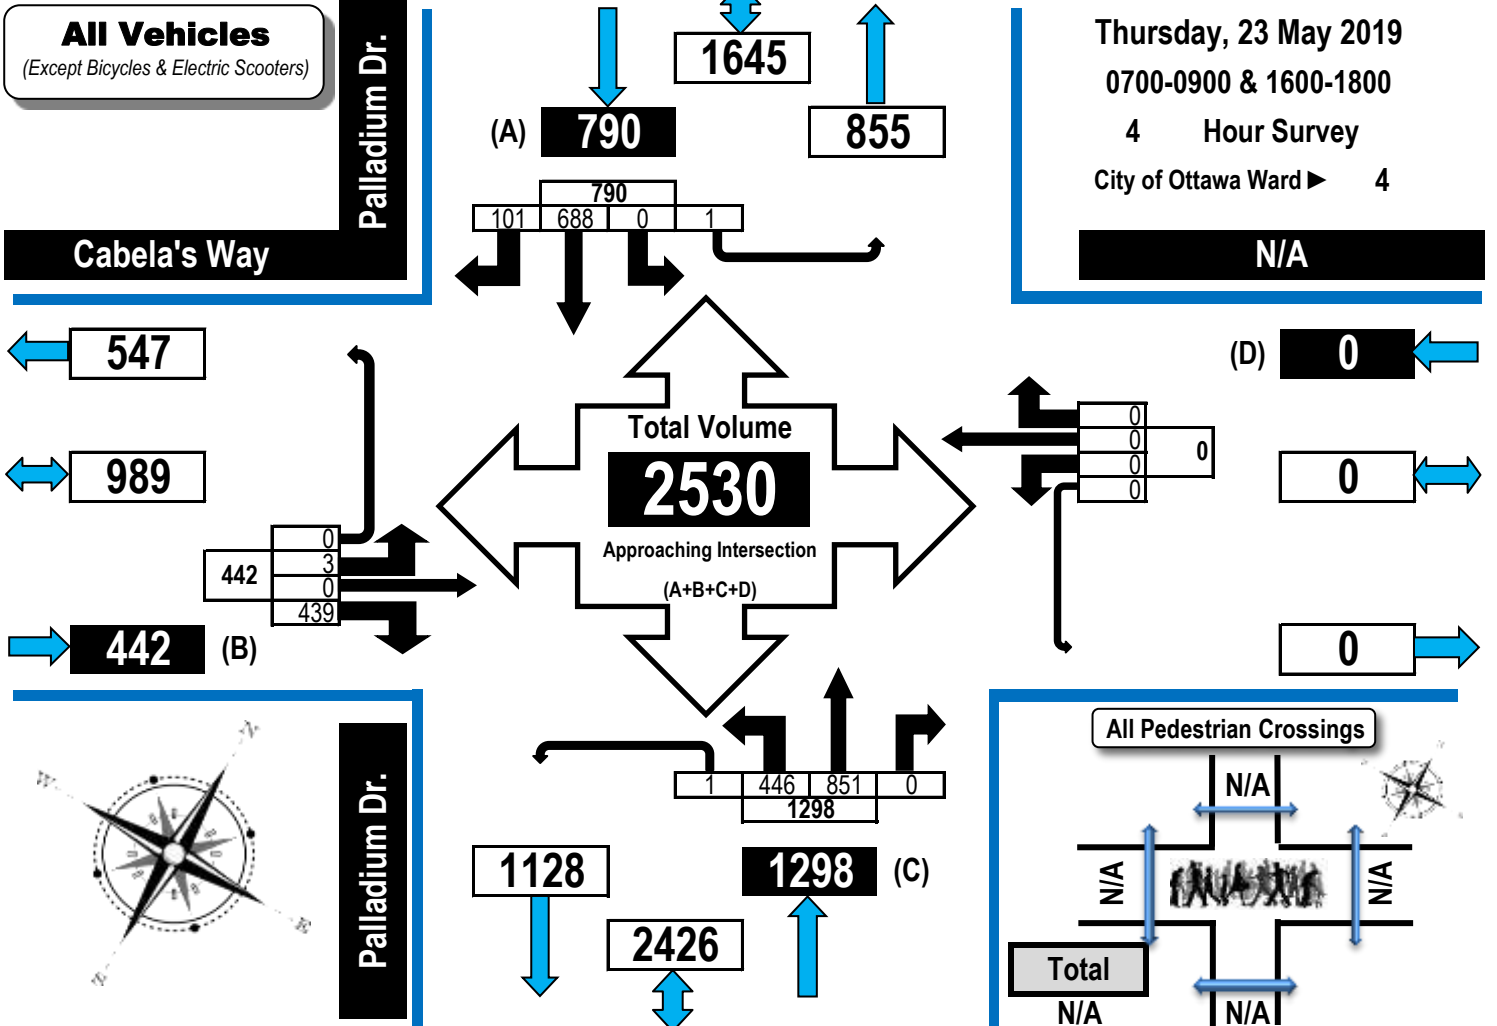 All Vehicles
(Except Bicycles & Electric Scooters)
Palladium Dr.
Cabela's Way
1645
(A) 790
855
790
101 688 0 1
Thursday, 23 May 2019
0700-0900 & 1600-1800
4 Hour Survey
City of Ottawa Ward ► 4
N/A
547
989
0
3
0
439
442
442 (B)
Total Volume
2530
Approaching Intersection
(A+B+C+D)
(D) 0
0
0
0
0
0
0
0
1 446 851 0
1298
1128
1298 (C)
2426
Palladium Dr.
N
W
E
S
All Pedestrian Crossings
N/A
N/A
N/A
Total
N/A
N/A